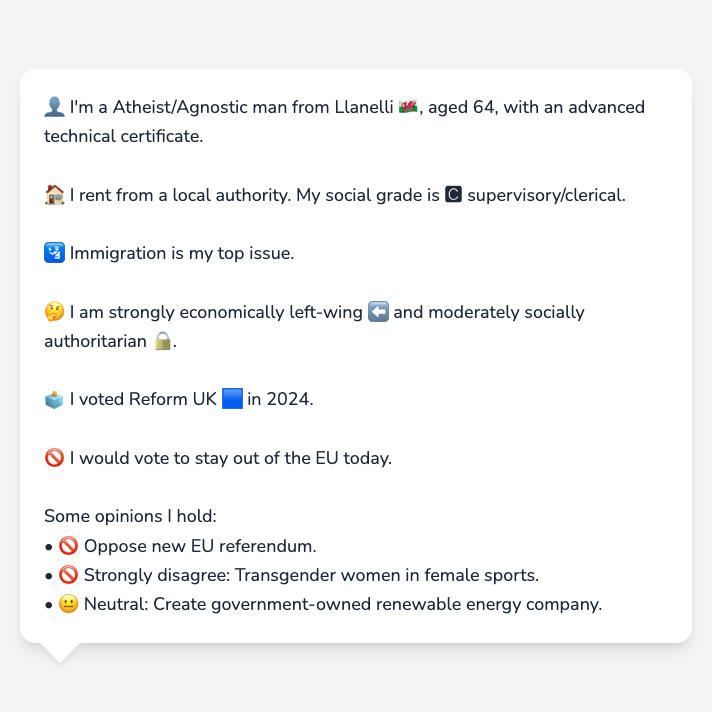 👤 I'm a Atheist/Agnostic man from Llanelli 🏴󠁧󠁢󠁷󠁬󠁳󠁿, aged 64, with an advanced
technical certificate.
🏠 I rent from a local authority. My social grade is 🅲 supervisory/clerical.
🛂 Immigration is my top issue.
🤔 I am strongly economically left-wing ⬅️ and moderately socially
authoritarian 🔒.
🗳️ I voted Reform UK 🟦 in 2024.
🚫 I would vote to stay out of the EU today.
Some opinions I hold:
• 🚫 Oppose new EU referendum.
• 🚫 Strongly disagree: Transgender women in female sports.
• 😐 Neutral: Create government-owned renewable energy company.